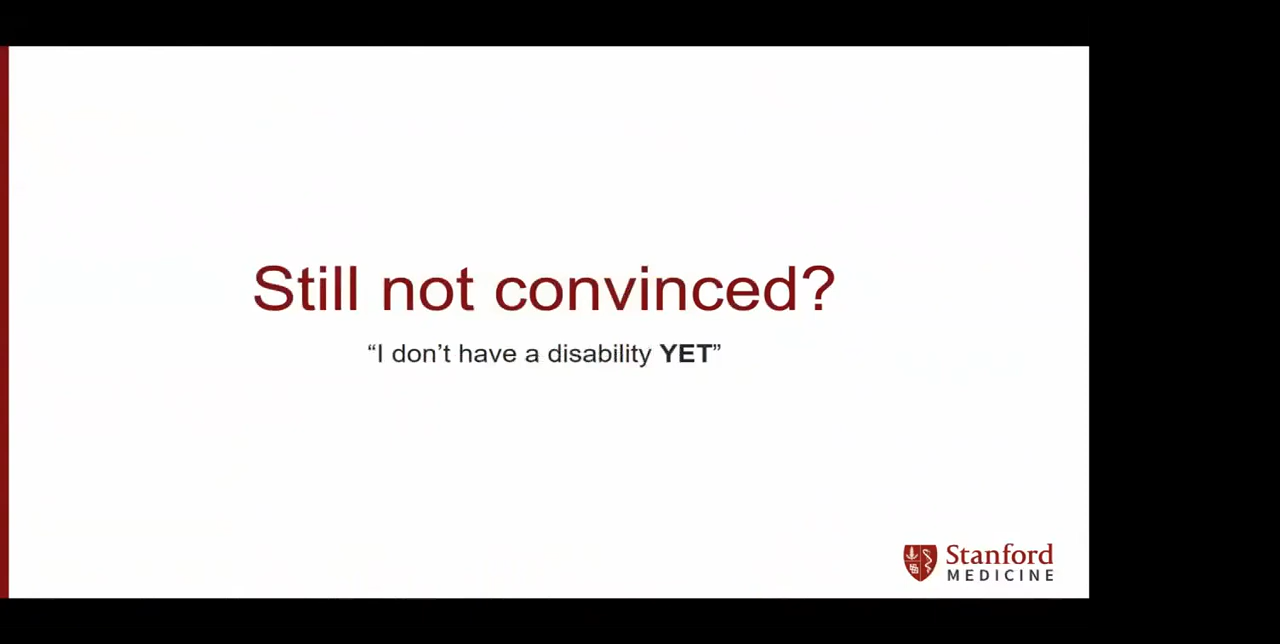 Still not convinced?
“I don’t have a disability YET”
Stanford
MEDICINE